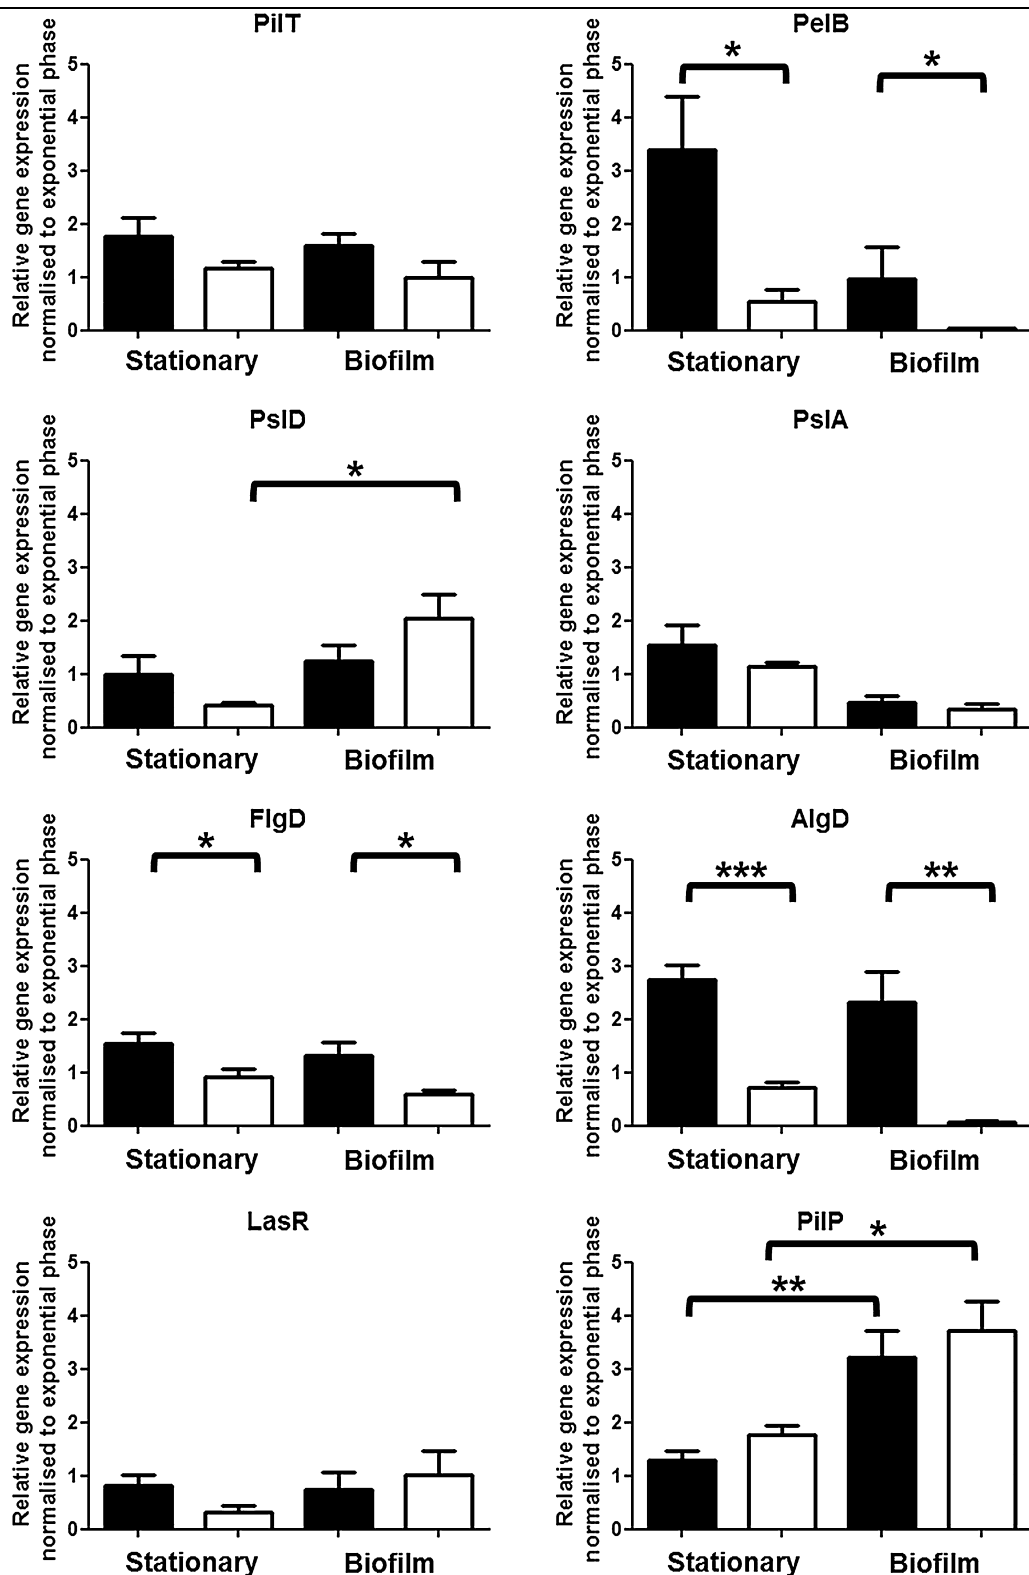 PilT
Relative gene expression
normalised to exponential phase
5
4
3
2
1
0
Stationary
Biofilm
PelB
*
*
Relative gene expression
normalised to exponential phase
5
4
3
2
1
0
Stationary
Biofilm
PslD
*
Relative gene expression
normalised to exponential phase
5
4
3
2
1
0
Stationary
Biofilm
PslA
Relative gene expression
normalised to exponential phase
5
4
3
2
1
0
Stationary
Biofilm
FlgD
*
*
Relative gene expression
normalised to exponential phase
5
4
3
2
1
0
Stationary
Biofilm
AlgD
***
**
Relative gene expression
normalised to exponential phase
5
4
3
2
1
0
Stationary
Biofilm
LasR
Relative gene expression
normalised to exponential phase
5
4
3
2
1
0
Stationary
Biofilm
PilP
*
**
Relative gene expression
normalised to exponential phase
5
4
3
2
1
0
Stationary
Biofilm